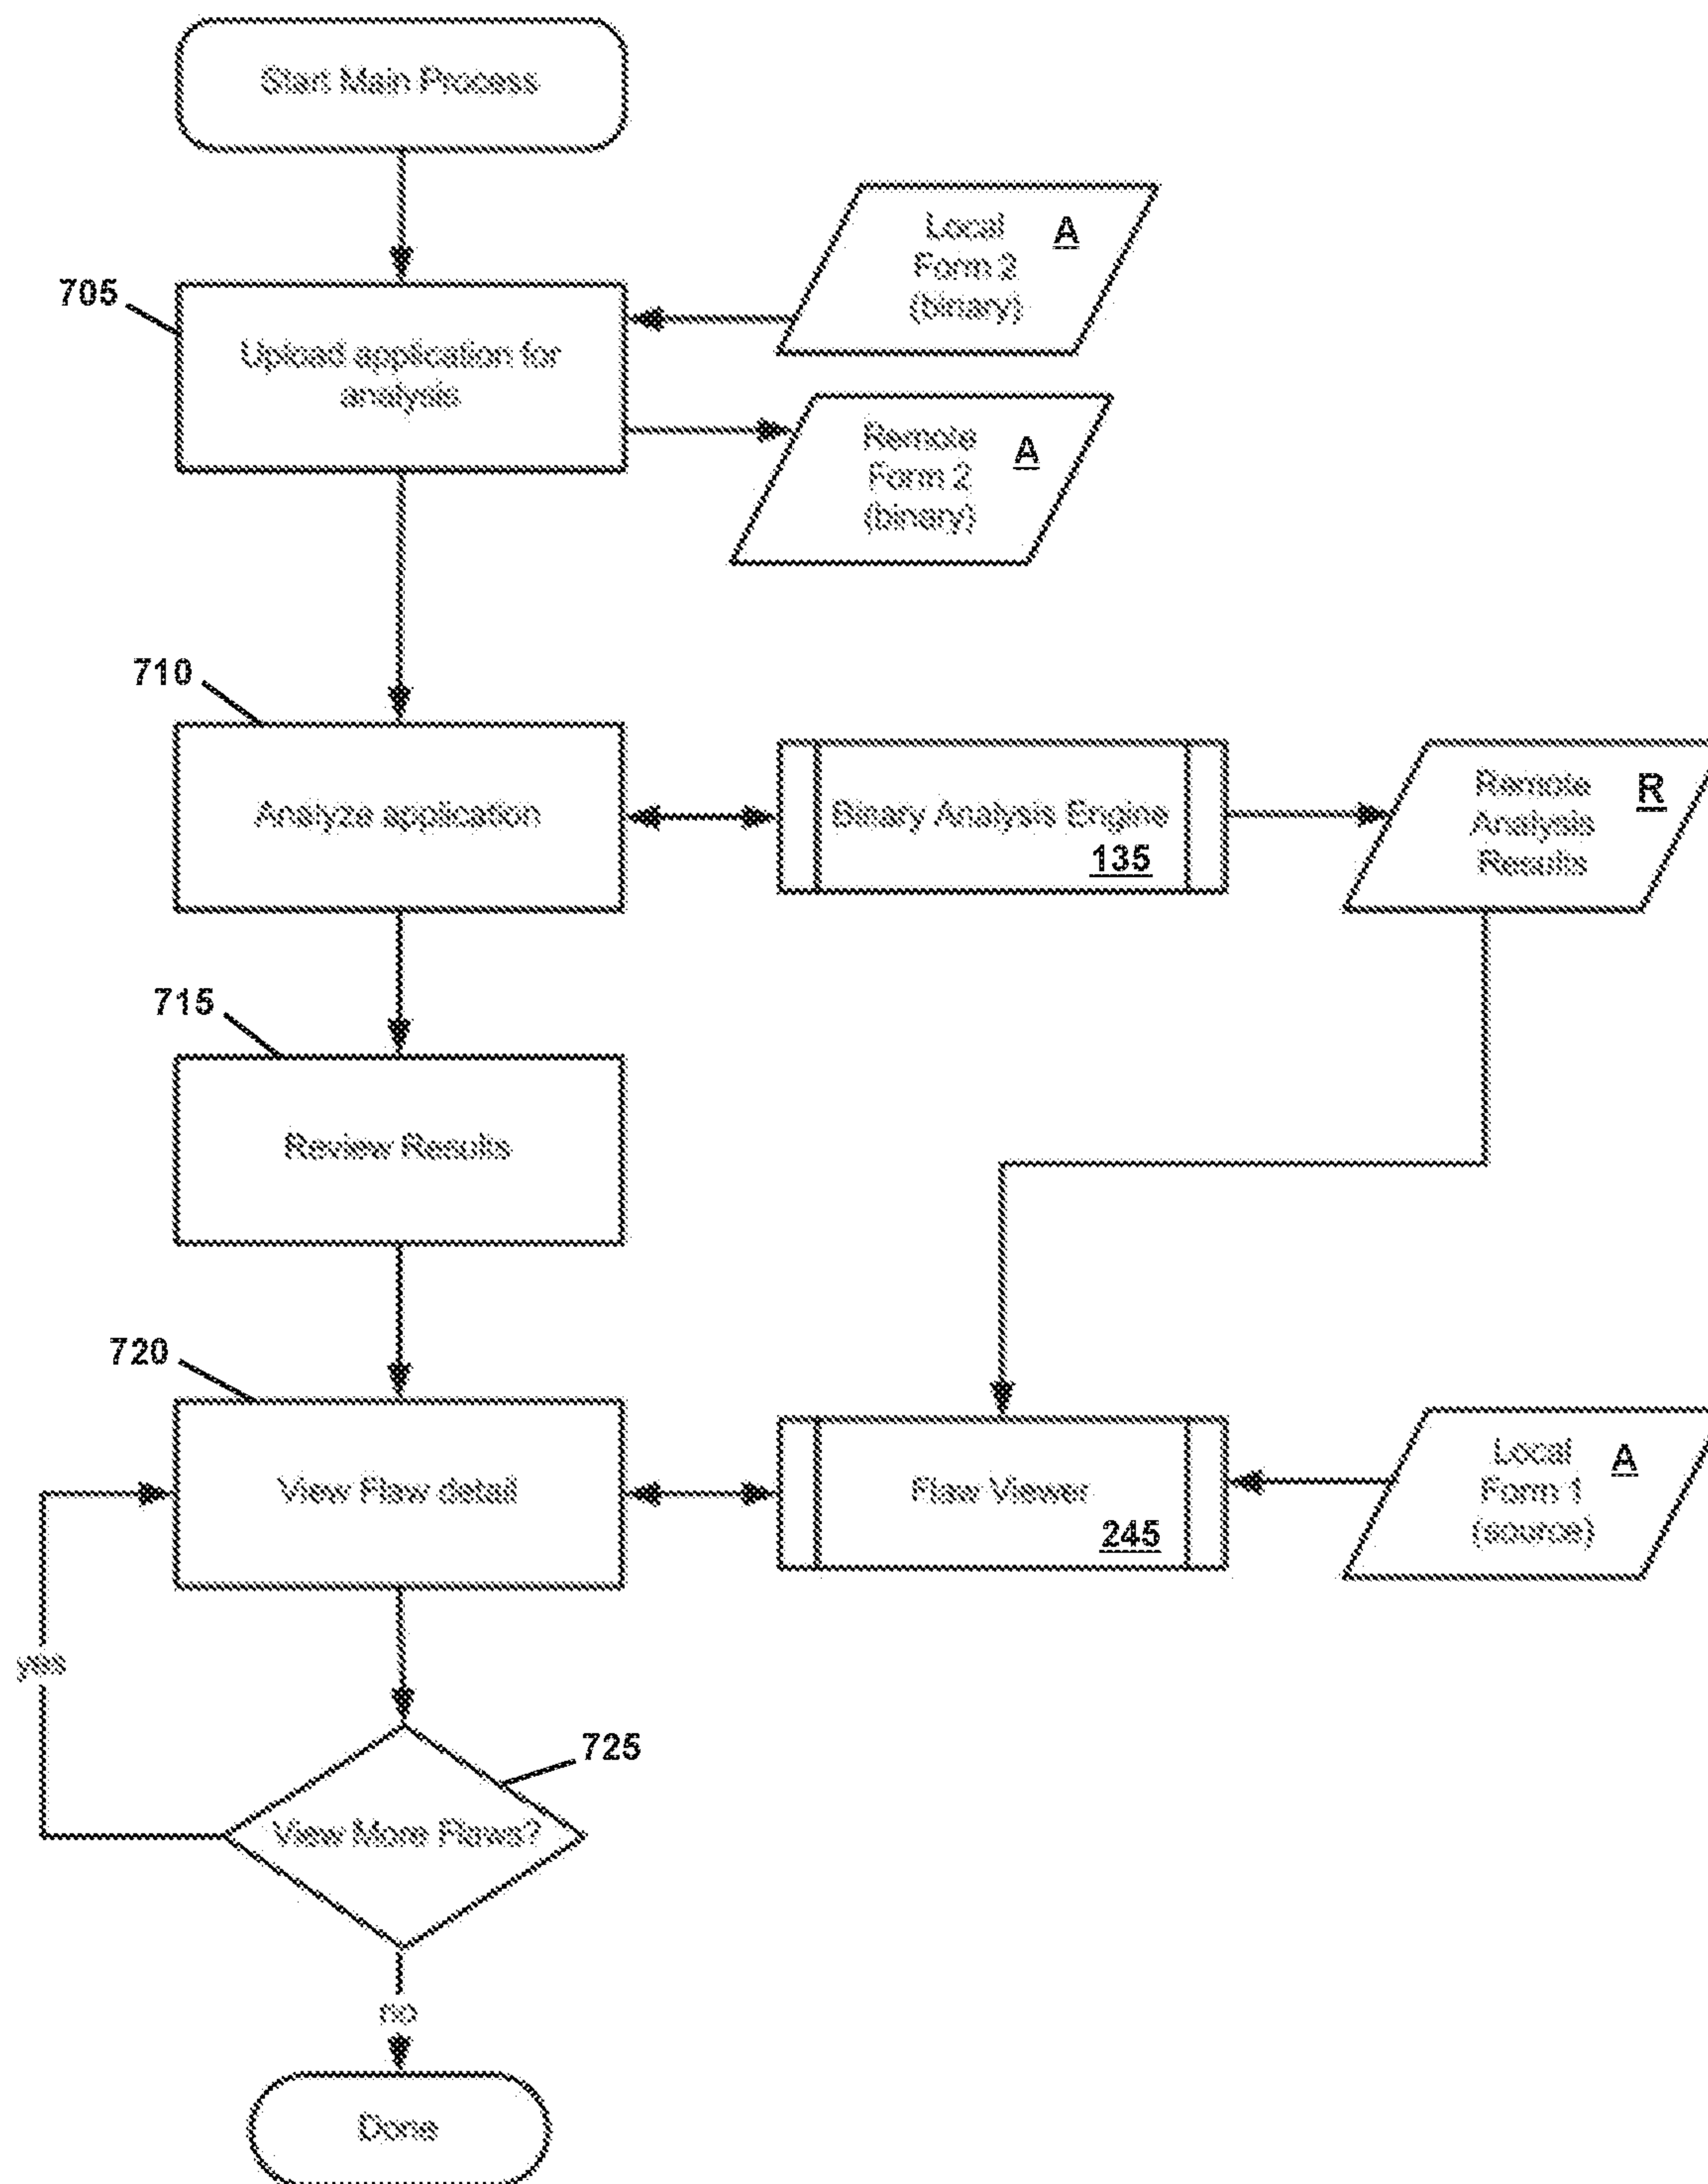 Start Main Process
Local
Form 2
(binary)
A
705
Upload application for
analysis
Remote
Form 2
(binary)
A
710
Analyze application
Binary Analysis Engine
135
Remote
Analysis
Results
R
715
Review Results
720
View Flaw detail
Flaw Viewer
245
Local
Form 1
(source)
A
yes
725
View More Flaws?
no
Done